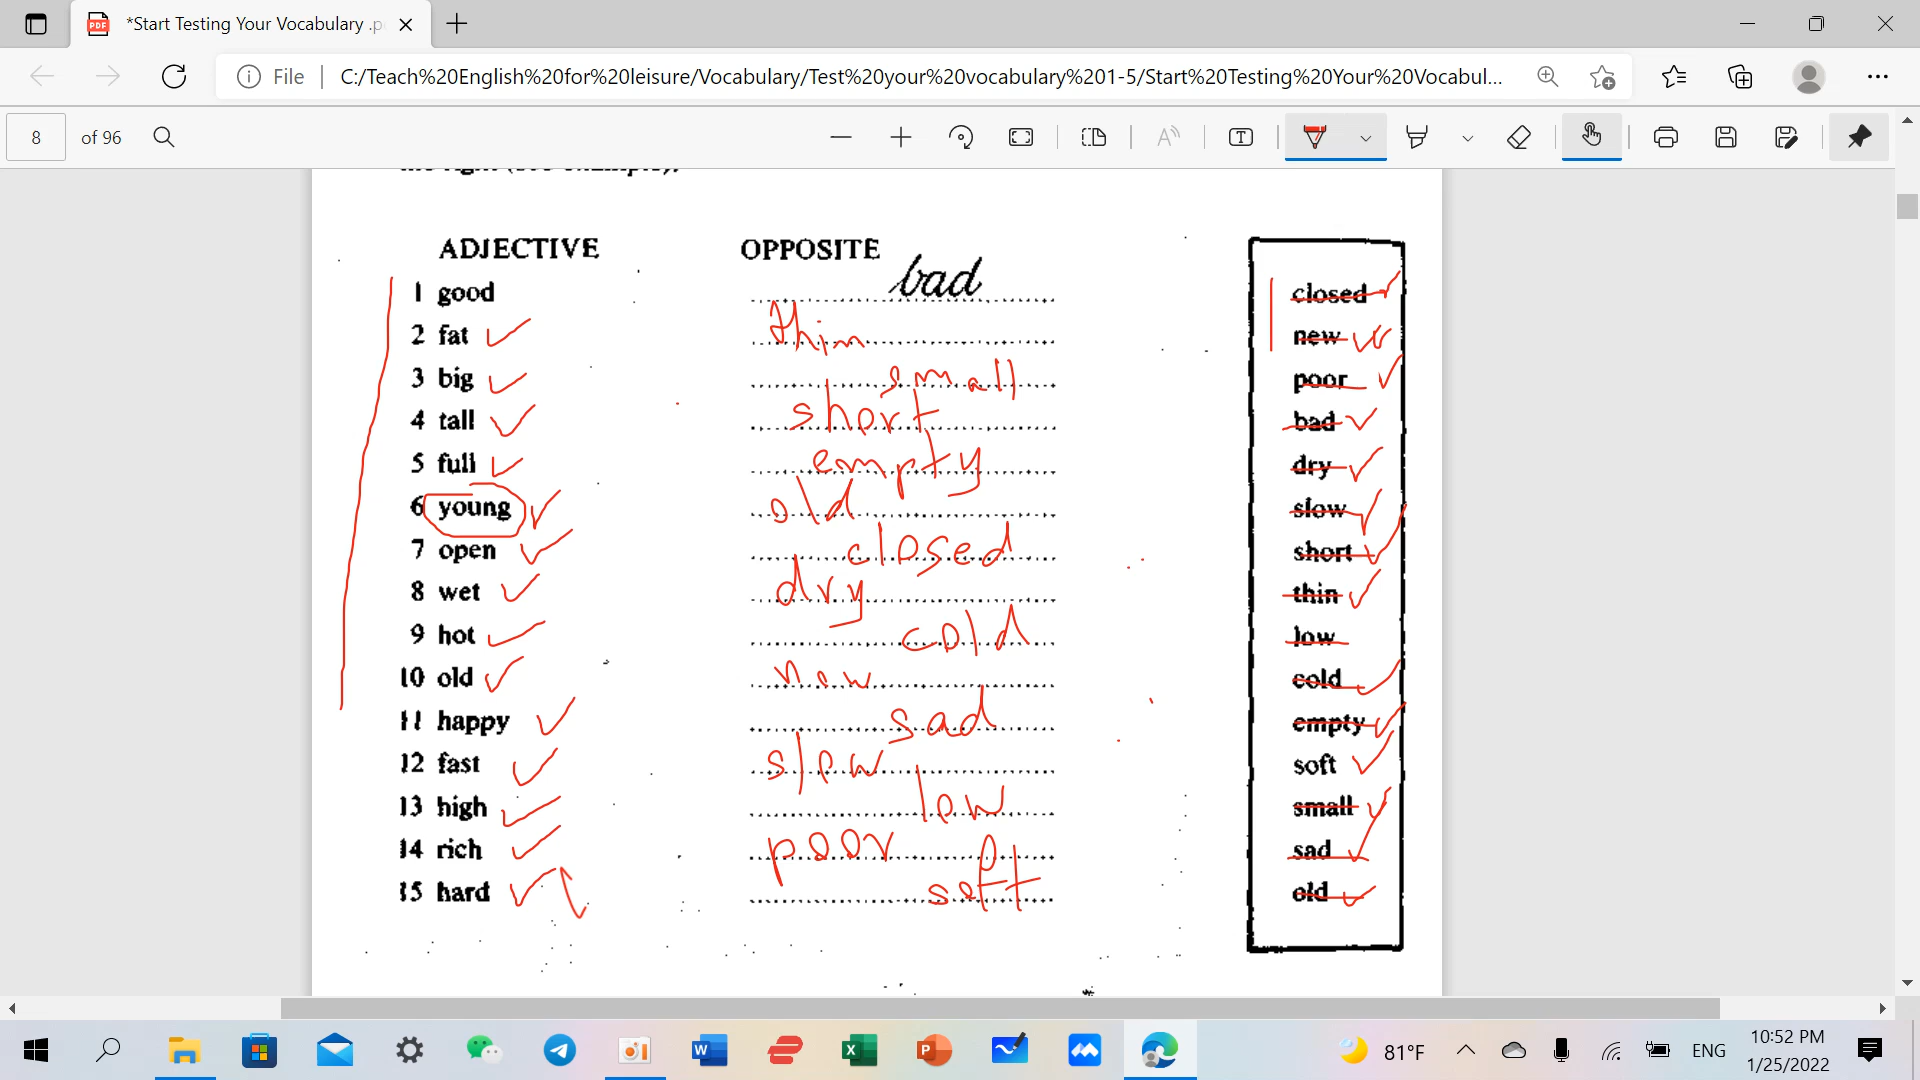 *Start Testing Your Vocabulary .p
File C:/Teach%20English%20for%20leisure/Vocabulary/Test%20your%20vocabulary%201-5/Start%20Testing%20Your%20Vocabul...
8 of 96
ADJECTIVE OPPOSITE
1 good bad closed
2 fat thin new
3 big small poor
4 tall short bad
5 full empty dry
6 young old slow
7 open closed short
8 wet dry thin
9 hot cold low
10 old new cold
11 happy sad empty
12 fast slow soft
13 high low small
14 rich poor sad
15 hard soft old
81°F ENG 10:52 PM
1/25/2022